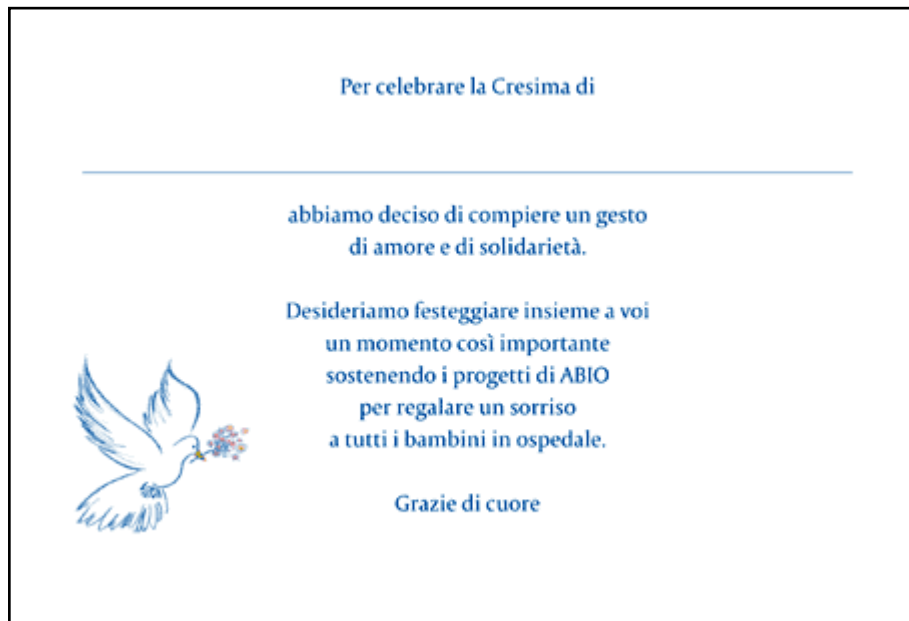 Per celebrare la Cresima di
abbiamo deciso di compiere un gesto
di amore e di solidarietà.
Desideriamo festeggiare insieme a voi
un momento così importante
sostenendo i progetti di ABIO
per regalare un sorriso
a tutti i bambini in ospedale.
Grazie di cuore